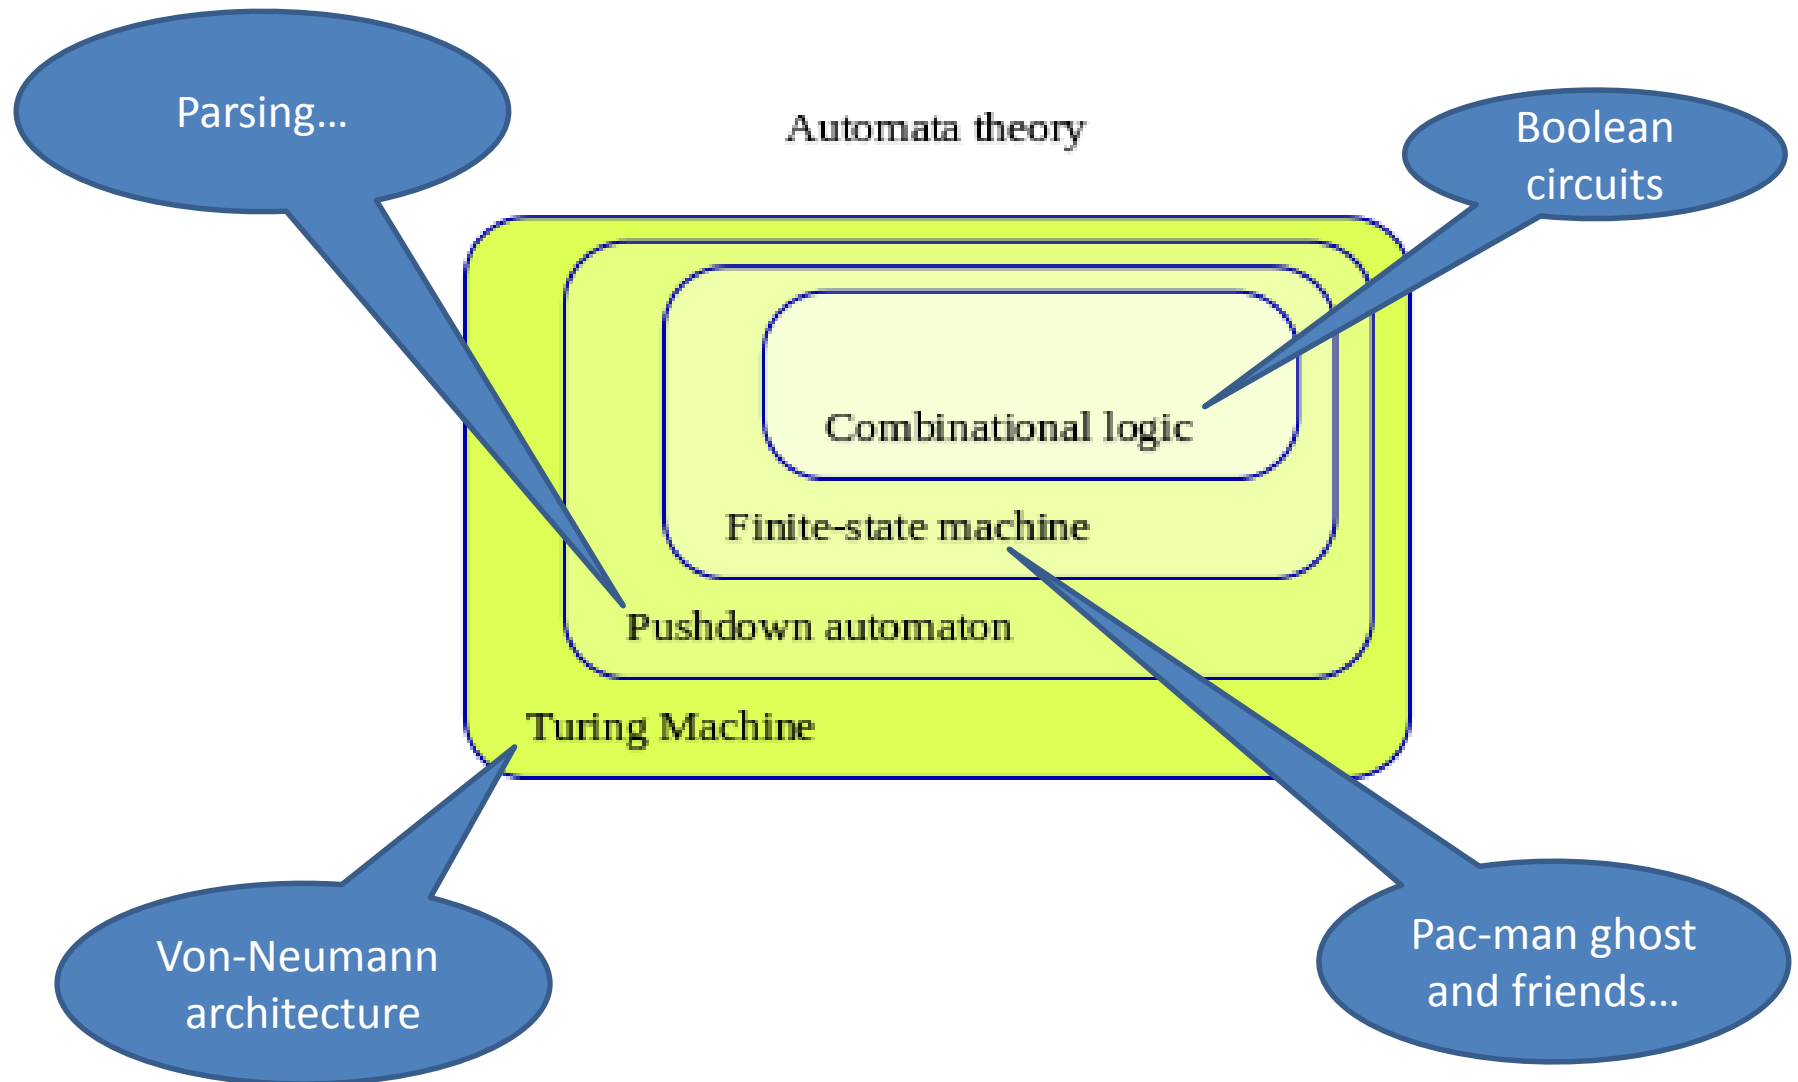 Parsing…
Automata theory
Boolean
circuits
Combinational logic
Finite-state machine
Pushdown automaton
Turing Machine
Von-Neumann
architecture
Pac-man ghost
and friends…